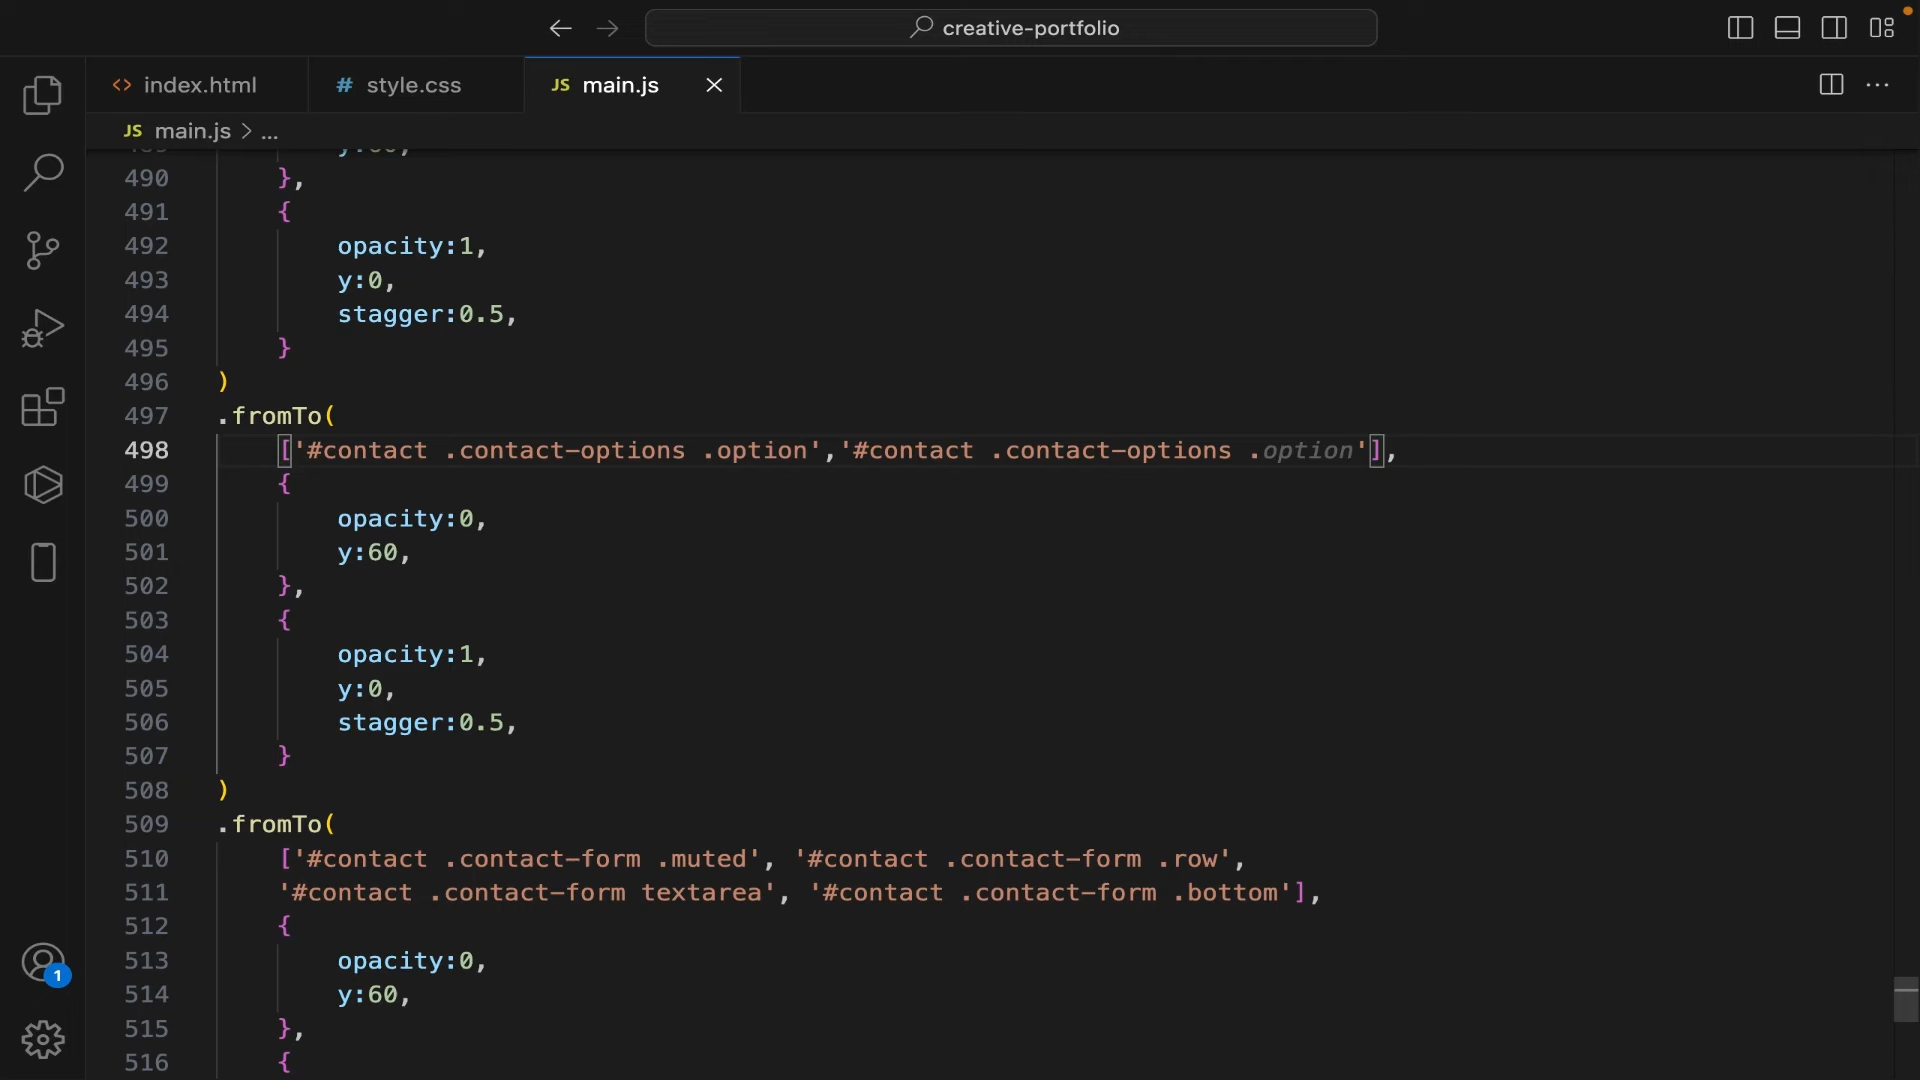 creative-portfolio
<> index.html
# style.css
JS main.js
JS main.js > ...
490 },
491 {
492 opacity:1,
493 y:0,
494 stagger:0.5,
495 }
496 )
497 .fromTo(
498 ['#contact .contact-options .option','#contact .contact-options .option'],
499 {
500 opacity:0,
501 y:60,
502 },
503 {
504 opacity:1,
505 y:0,
506 stagger:0.5,
507 }
508 )
509 .fromTo(
510 ['#contact .contact-form .muted', '#contact .contact-form .row',
511 '#contact .contact-form textarea', '#contact .contact-form .bottom'],
512 {
513 opacity:0,
514 y:60,
515 },
516 {
1